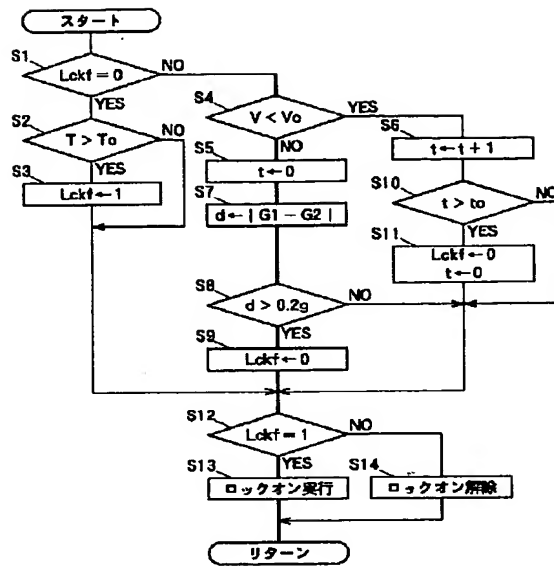 スタート
S1
Lckf = 0
NO
YES
S2
T > To
NO
YES
S3
Lckf ← 1
S4
V < Vo
YES
NO
S5
t ← 0
S6
t ← t + 1
S7
d ← | G1 − G2 |
S10
t > to
NO
YES
S11
Lckf ← 0
t ← 0
S8
d > 0.2g
NO
YES
S9
Lckf ← 0
S12
Lckf = 1
NO
YES
S13
ロックオン実行
S14
ロックオン解除
リターン